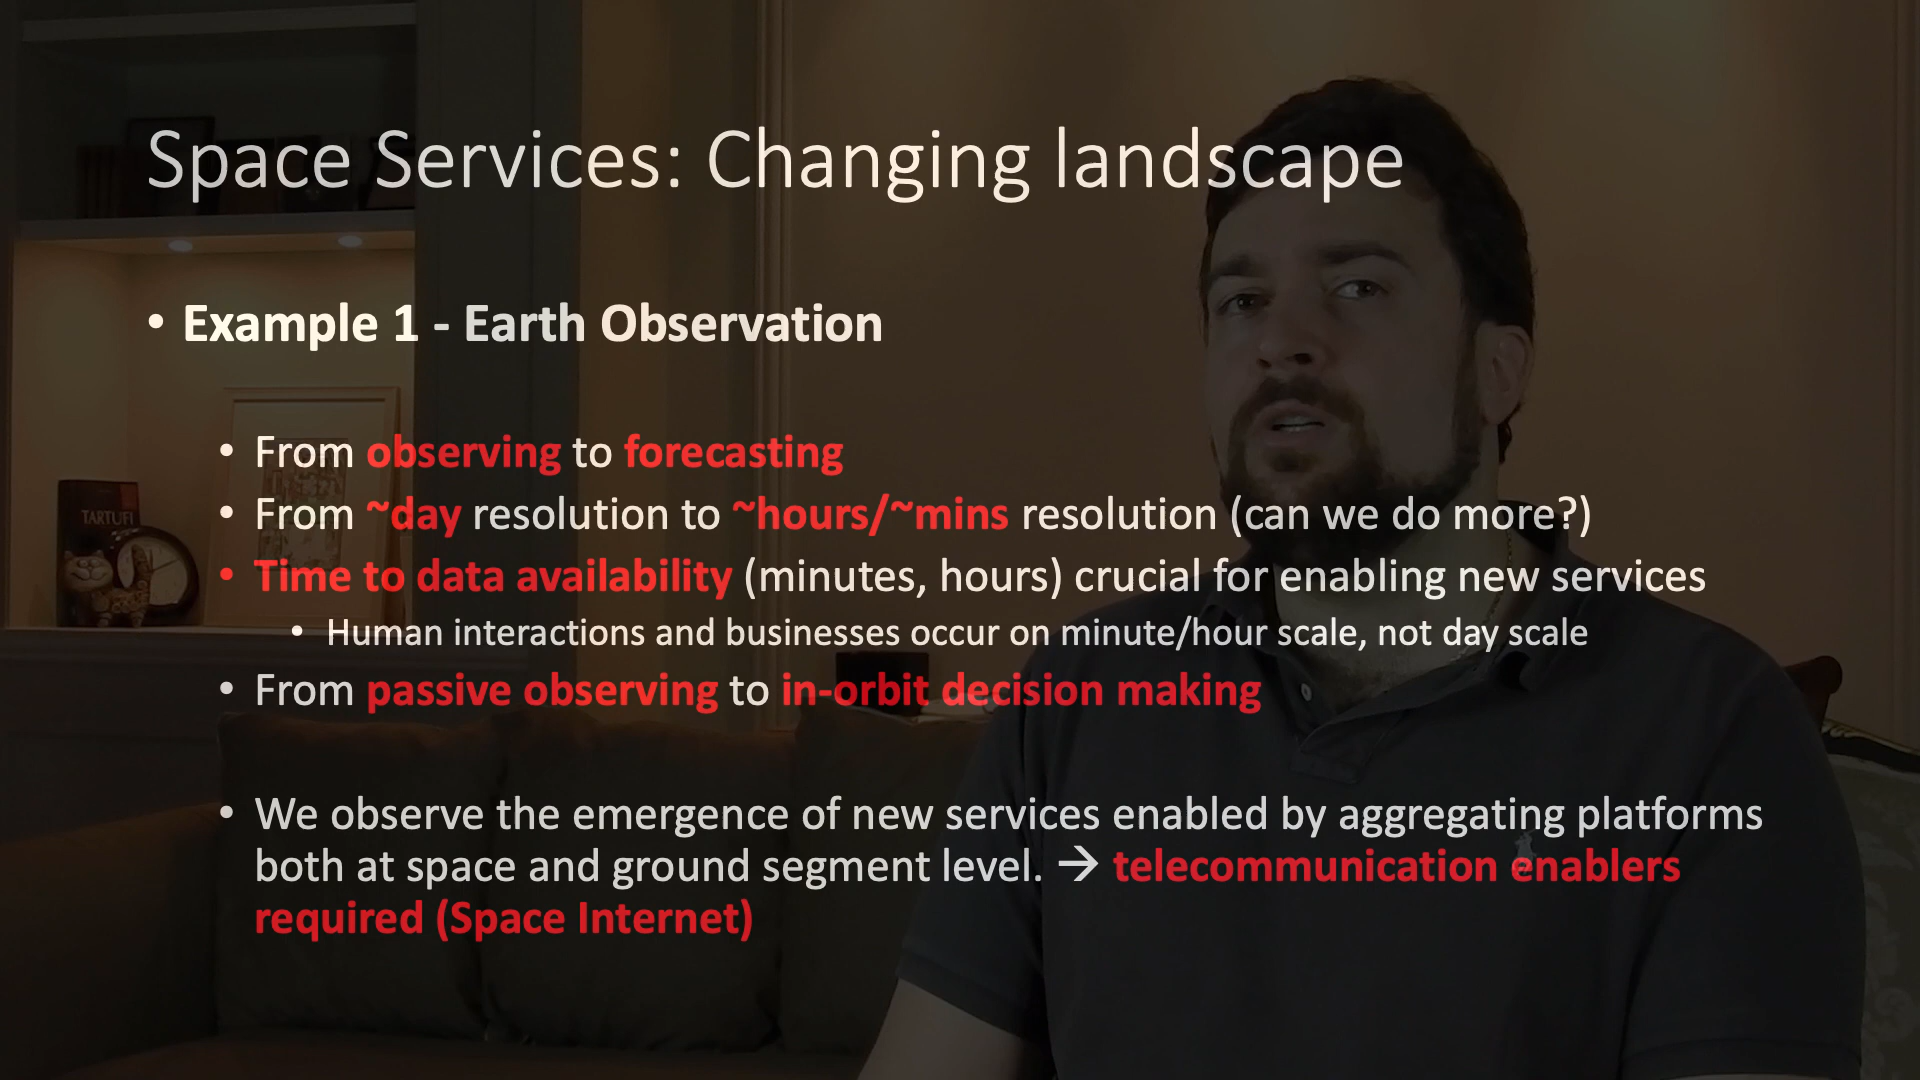 Space Services: Changing landscape
• Example 1 - Earth Observation
• From observing to forecasting
• From ~day resolution to ~hours/~mins resolution (can we do more?)
• Time to data availability (minutes, hours) crucial for enabling new services
• Human interactions and businesses occur on minute/hour scale, not day scale
• From passive observing to in-orbit decision making
• We observe the emergence of new services enabled by aggregating platforms
both at space and ground segment level. → telecommunication enablers
required (Space Internet)
TARTUFI